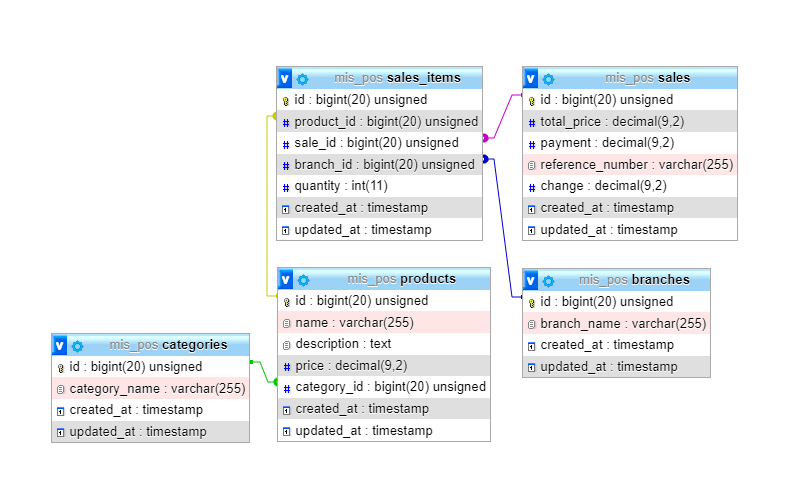 v mis_pos sales_items
id : bigint(20) unsigned
# product_id : bigint(20) unsigned
# sale_id : bigint(20) unsigned
# branch_id : bigint(20) unsigned
# quantity : int(11)
created_at : timestamp
updated_at : timestamp
v mis_pos sales
id : bigint(20) unsigned
# total_price : decimal(9,2)
# payment : decimal(9,2)
reference_number : varchar(255)
# change : decimal(9,2)
created_at : timestamp
updated_at : timestamp
v mis_pos products
id : bigint(20) unsigned
name : varchar(255)
description : text
# price : decimal(9,2)
# category_id : bigint(20) unsigned
created_at : timestamp
updated_at : timestamp
v mis_pos branches
id : bigint(20) unsigned
branch_name : varchar(255)
created_at : timestamp
updated_at : timestamp
v mis_pos categories
id : bigint(20) unsigned
category_name : varchar(255)
created_at : timestamp
updated_at : timestamp